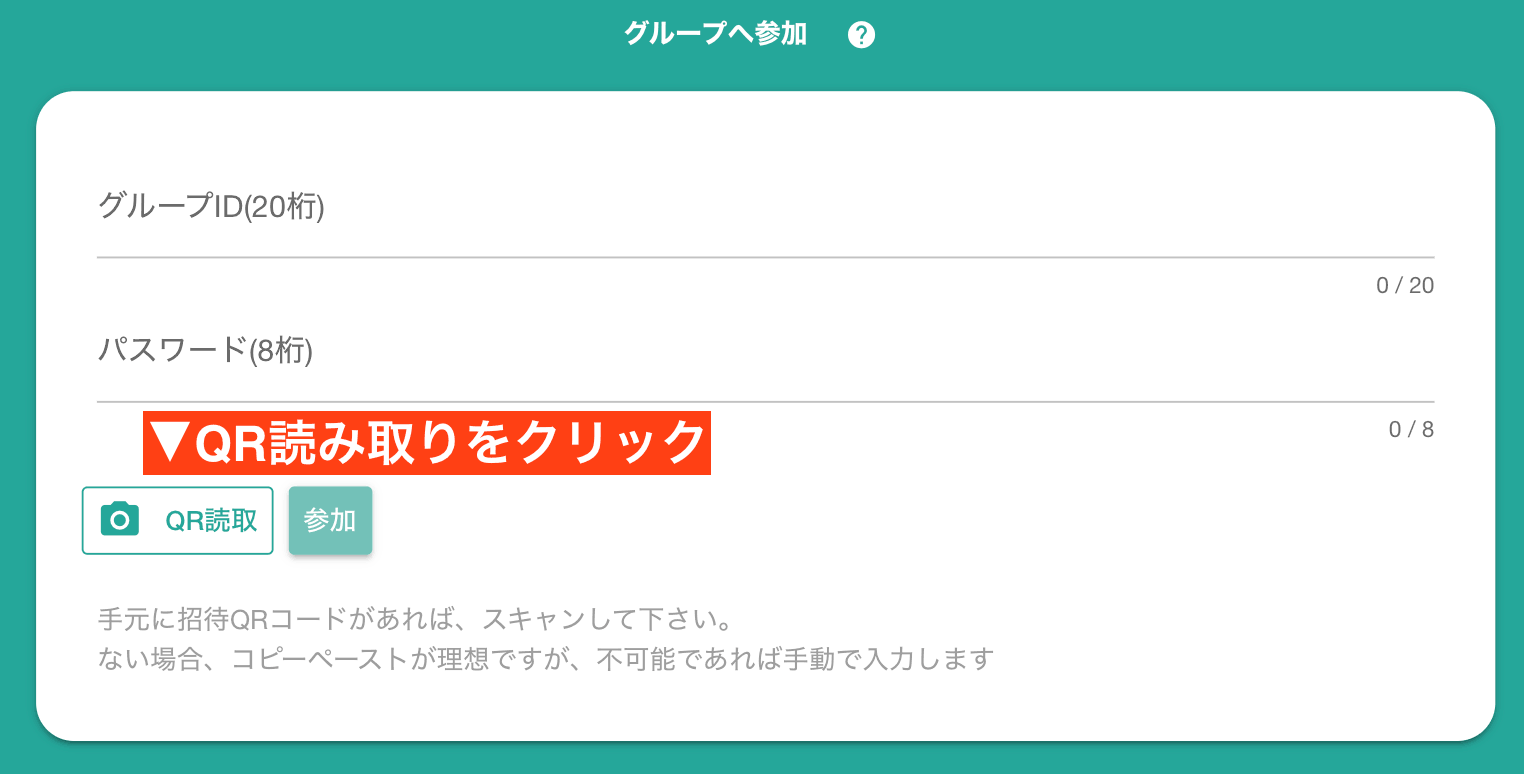 グループへ参加 ?
グループID(20桁)
0 / 20
パスワード(8桁)
0 / 8
▼QR読み取りをクリック
QR読取 参加
手元に招待QRコードがあれば、スキャンして下さい。
ない場合、コピーペーストが理想ですが、不可能であれば手動で入力します